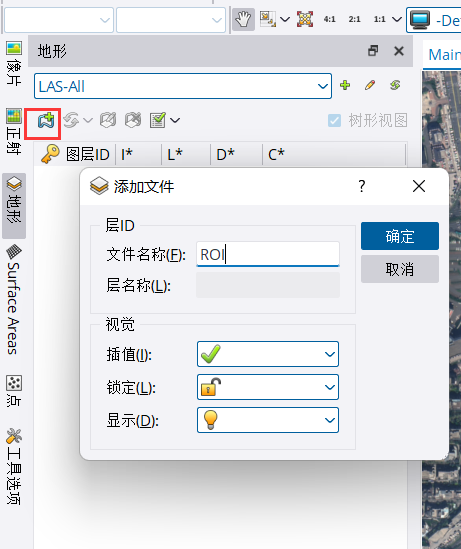 4:1 2:1 1:1 -De
地形
Main
LAS-All
树形视图
图层ID I* L* D* C*
像片
正射
地形
Surface Areas
点
工具选项
添加文件 ?
层ID
文件名称(F): ROI
层名称(L):
视觉
插值(I):
锁定(L):
显示(D):
确定
取消